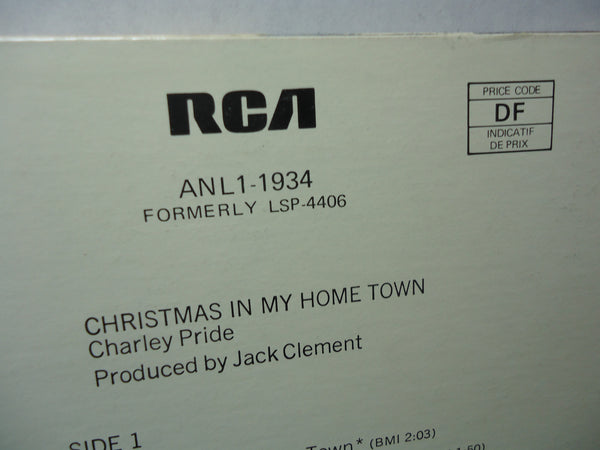 RCA
PRICE CODE
DF
INDICATIF
DE PRIX
ANL1-1934
FORMERLY LSP-4406
CHRISTMAS IN MY HOME TOWN
Charley Pride
Produced by Jack Clement
SIDE 1
Town* (BMI 2:03)